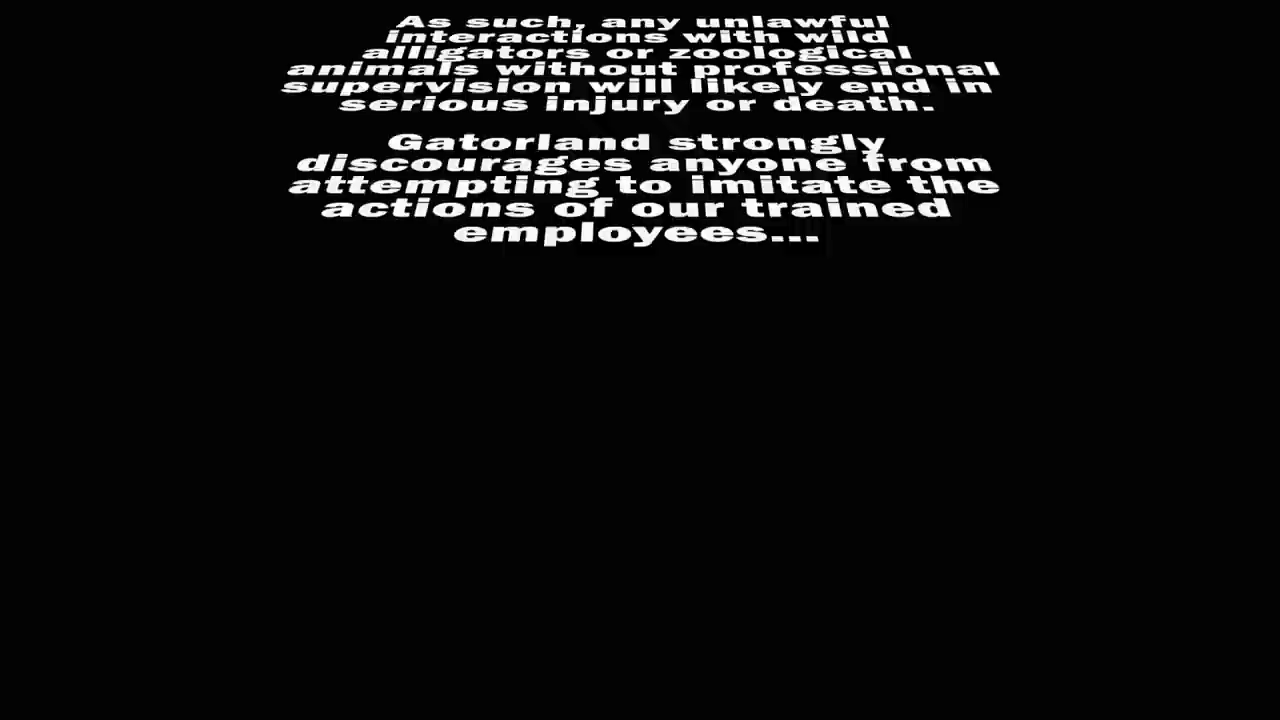 As such, any unlawful
interactions with wild
alligators or zoological
animals without professional
supervision will likely end in
serious injury or death.
Gatorland strongly
discourages anyone from
attempting to imitate the
actions of our trained
employees...